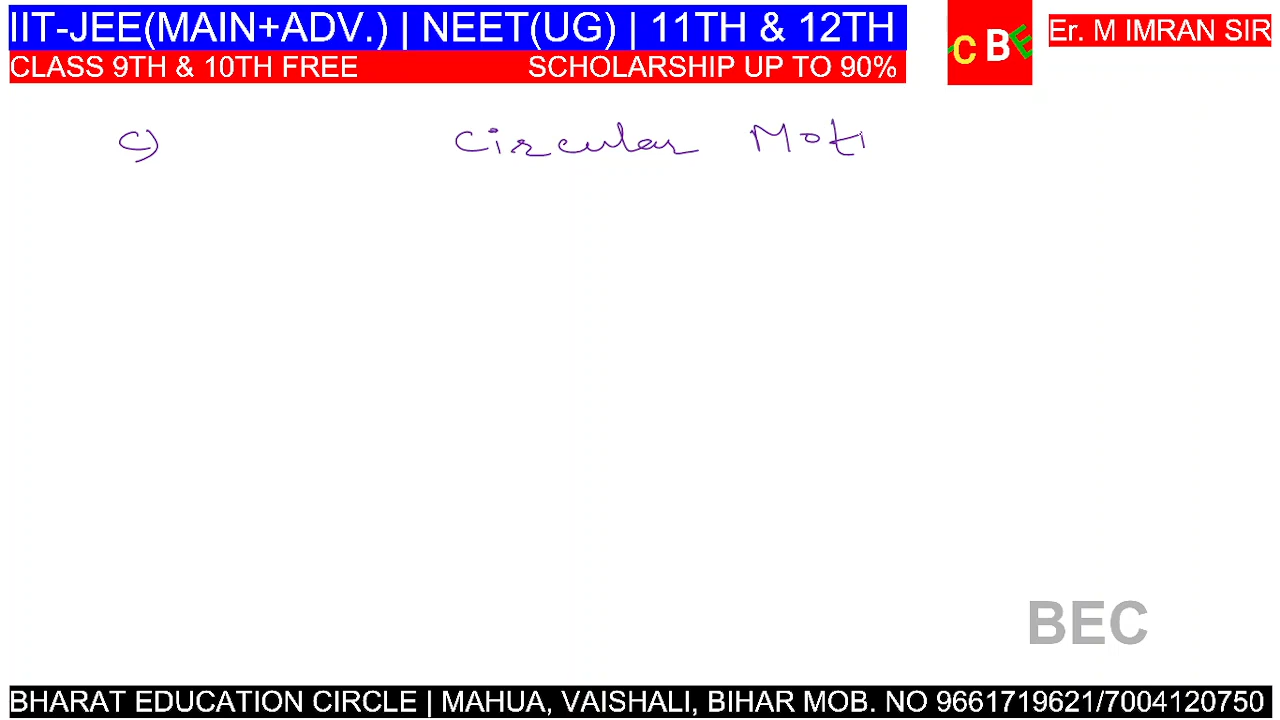 IIT-JEE(MAIN+ADV.) | NEET(UG) | 11TH & 12TH
CLASS 9TH & 10TH FREE SCHOLARSHIP UP TO 90%
CBE
Er. M IMRAN SIR
C) Circular Moti
BEC
BHARAT EDUCATION CIRCLE | MAHUA, VAISHALI, BIHAR MOB. NO 9661719621/7004120750